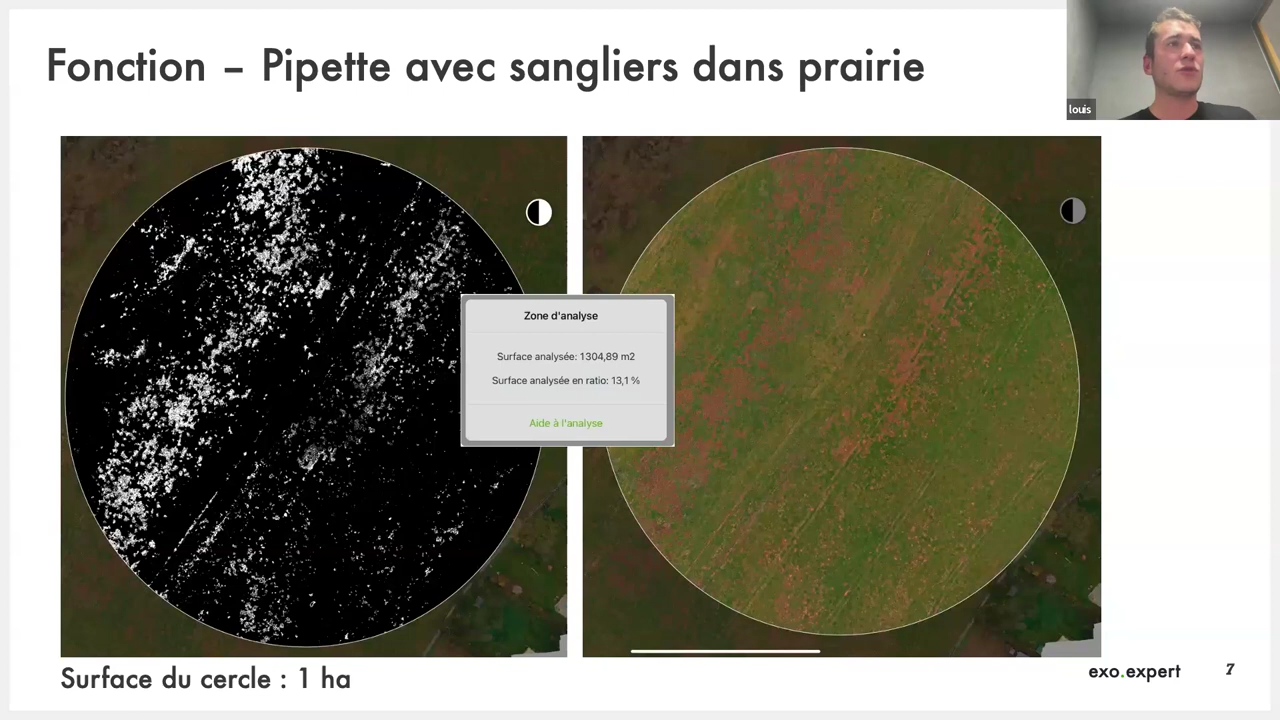 Fonction – Pipette avec sangliers dans prairie
louis
Zone d'analyse
Surface analysée: 1304,89 m2
Surface analysée en ratio: 13,1 %
Aide à l'analyse
Surface du cercle : 1 ha
exo.expert
7